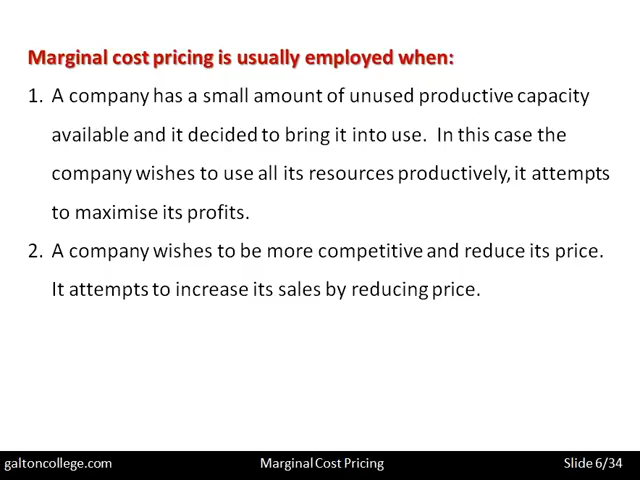 Marginal cost pricing is usually employed when:
1. A company has a small amount of unused productive capacity
available and it decided to bring it into use. In this case the
company wishes to use all its resources productively, it attempts
to maximise its profits.
2. A company wishes to be more competitive and reduce its price.
It attempts to increase its sales by reducing price.
galtoncollege.com Marginal Cost Pricing Slide 6/34